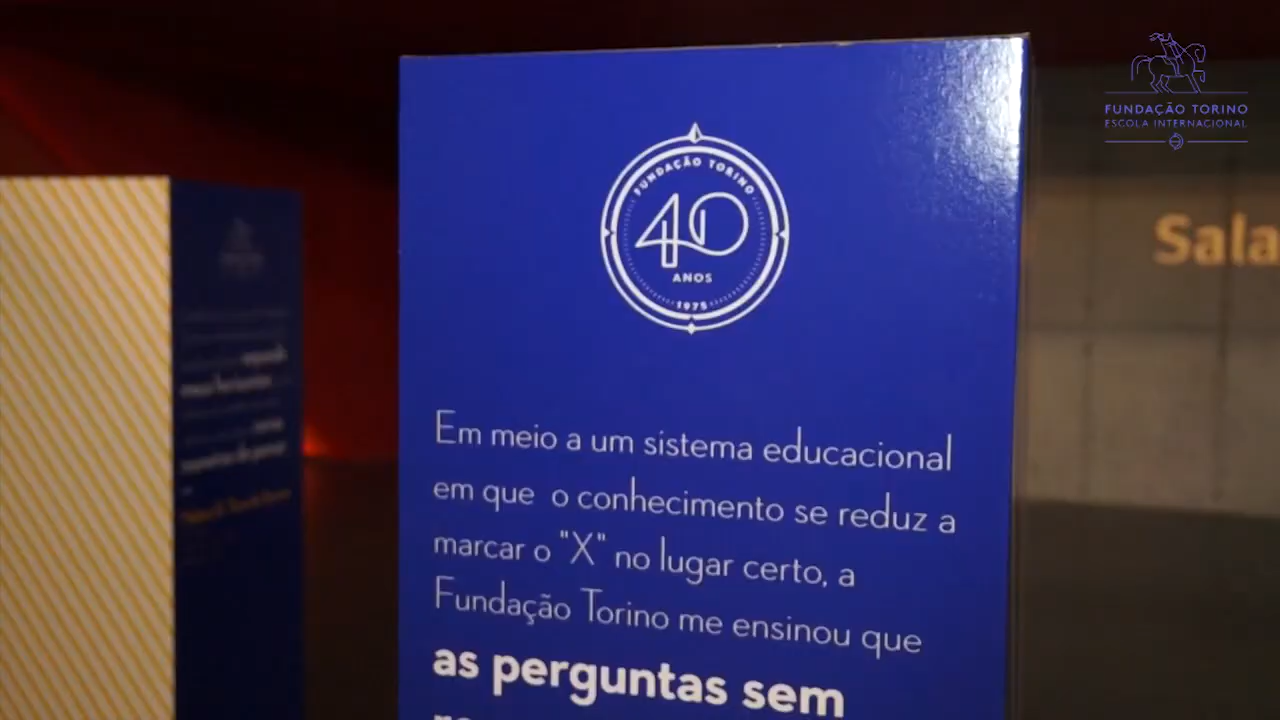 FUNDAÇÃO TORINO
ESCOLA INTERNACIONAL
FUNDAÇÃO TORINO
40
ANOS
1975
Sala
Em meio a um sistema educacional
em que o conhecimento se reduz a
marcar o "X" no lugar certo, a
Fundação Torino me ensinou que
as perguntas sem